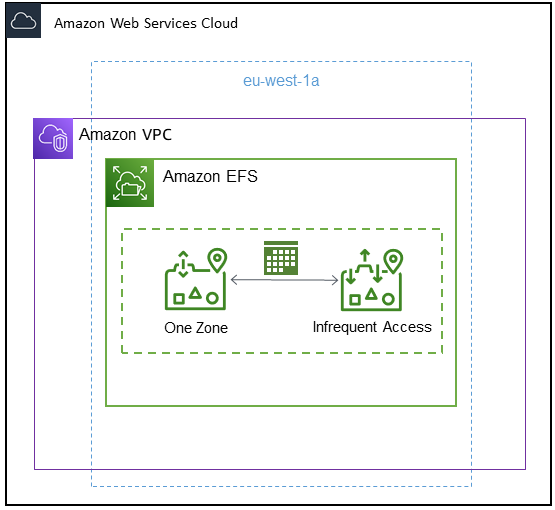 Amazon Web Services Cloud
eu-west-1a
Amazon VPC
Amazon EFS
One Zone
Infrequent Access